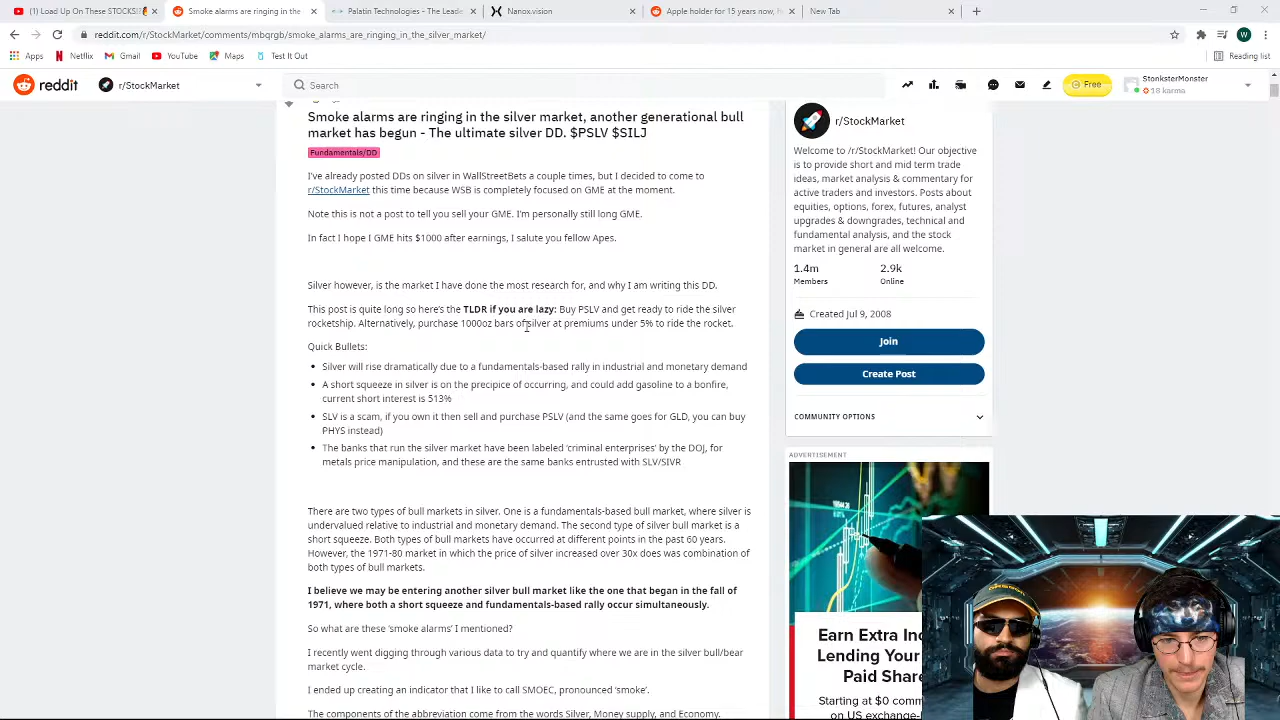 (1) Load Up On These STOCKS!?
Smoke alarms are ringing in the s
Palatin Technologies - The Leade
Nanox.vision
Apple holder for 15 years now, h
New Tab
reddit.com/r/StockMarket/comments/mbqrgb/smoke_alarms_are_ringing_in_the_silver_market/
W
Apps
Netflix
Gmail
YouTube
Maps
Test It Out
Reading list
reddit
r/StockMarket
Search
Free
StonksterMonster
18 karma
Smoke alarms are ringing in the silver market, another generational bull
market has begun - The ultimate silver DD. $PSLV $SILJ
Fundamentals/DD
I've already posted DDs on silver in WallStreetBets a couple times, but I decided to come to
r/StockMarket this time because WSB is completely focused on GME at the moment.
Note this is not a post to tell you sell your GME. I'm personally still long GME.
In fact I hope I GME hits $1000 after earnings, I salute you fellow Apes.
Silver however, is the market I have done the most research for, and why I am writing this DD.
This post is quite long so here's the TLDR if you are lazy: Buy PSLV and get ready to ride the silver
rocketship. Alternatively, purchase 1000oz bars of silver at premiums under 5% to ride the rocket.
Quick Bullets:
• Silver will rise dramatically due to a fundamentals-based rally in industrial and monetary demand
• A short squeeze in silver is on the precipice of occurring, and could add gasoline to a bonfire,
current short interest is 513%
• SLV is a scam, if you own it then sell and purchase PSLV (and the same goes for GLD, you can buy
PHYS instead)
• The banks that run the silver market have been labeled 'criminal enterprises' by the DOJ, for
metals price manipulation, and these are the same banks entrusted with SLV/SIVR
There are two types of bull markets in silver. One is a fundamentals-based bull market, where silver is
undervalued relative to industrial and monetary demand. The second type of silver bull market is a
short squeeze. Both types of bull markets have occurred at different points in the past 60 years.
However, the 1971-80 market in which the price of silver increased over 30x does was combination of
both types of bull markets.
I believe we may be entering another silver bull market like the one that began in the fall of
1971, where both a short squeeze and fundamentals-based rally occur simultaneously.
So what are these 'smoke alarms' I mentioned?
I recently went digging through various data to try and quantify where we are in the silver bull/bear
market cycle.
I ended up creating an indicator that I like to call SMOEC, pronounced 'smoke'.
The components of the abbreviation come from the words Silver, Money supply, and Economy.
r/StockMarket
Welcome to /r/StockMarket! Our objective
is to provide short and mid term trade
ideas, market analysis & commentary for
active traders and investors. Posts about
equities, options, forex, futures, analyst
upgrades & downgrades, technical and
fundamental analysis, and the stock
market in general are all welcome.
1.4m
Members
2.9k
Online
Created Jul 9, 2008
Join
Create Post
COMMUNITY OPTIONS
ADVERTISEMENT
Earn Extra Inc
Lending Your
Paid Share
Starting at $0 comm
on US exchange-